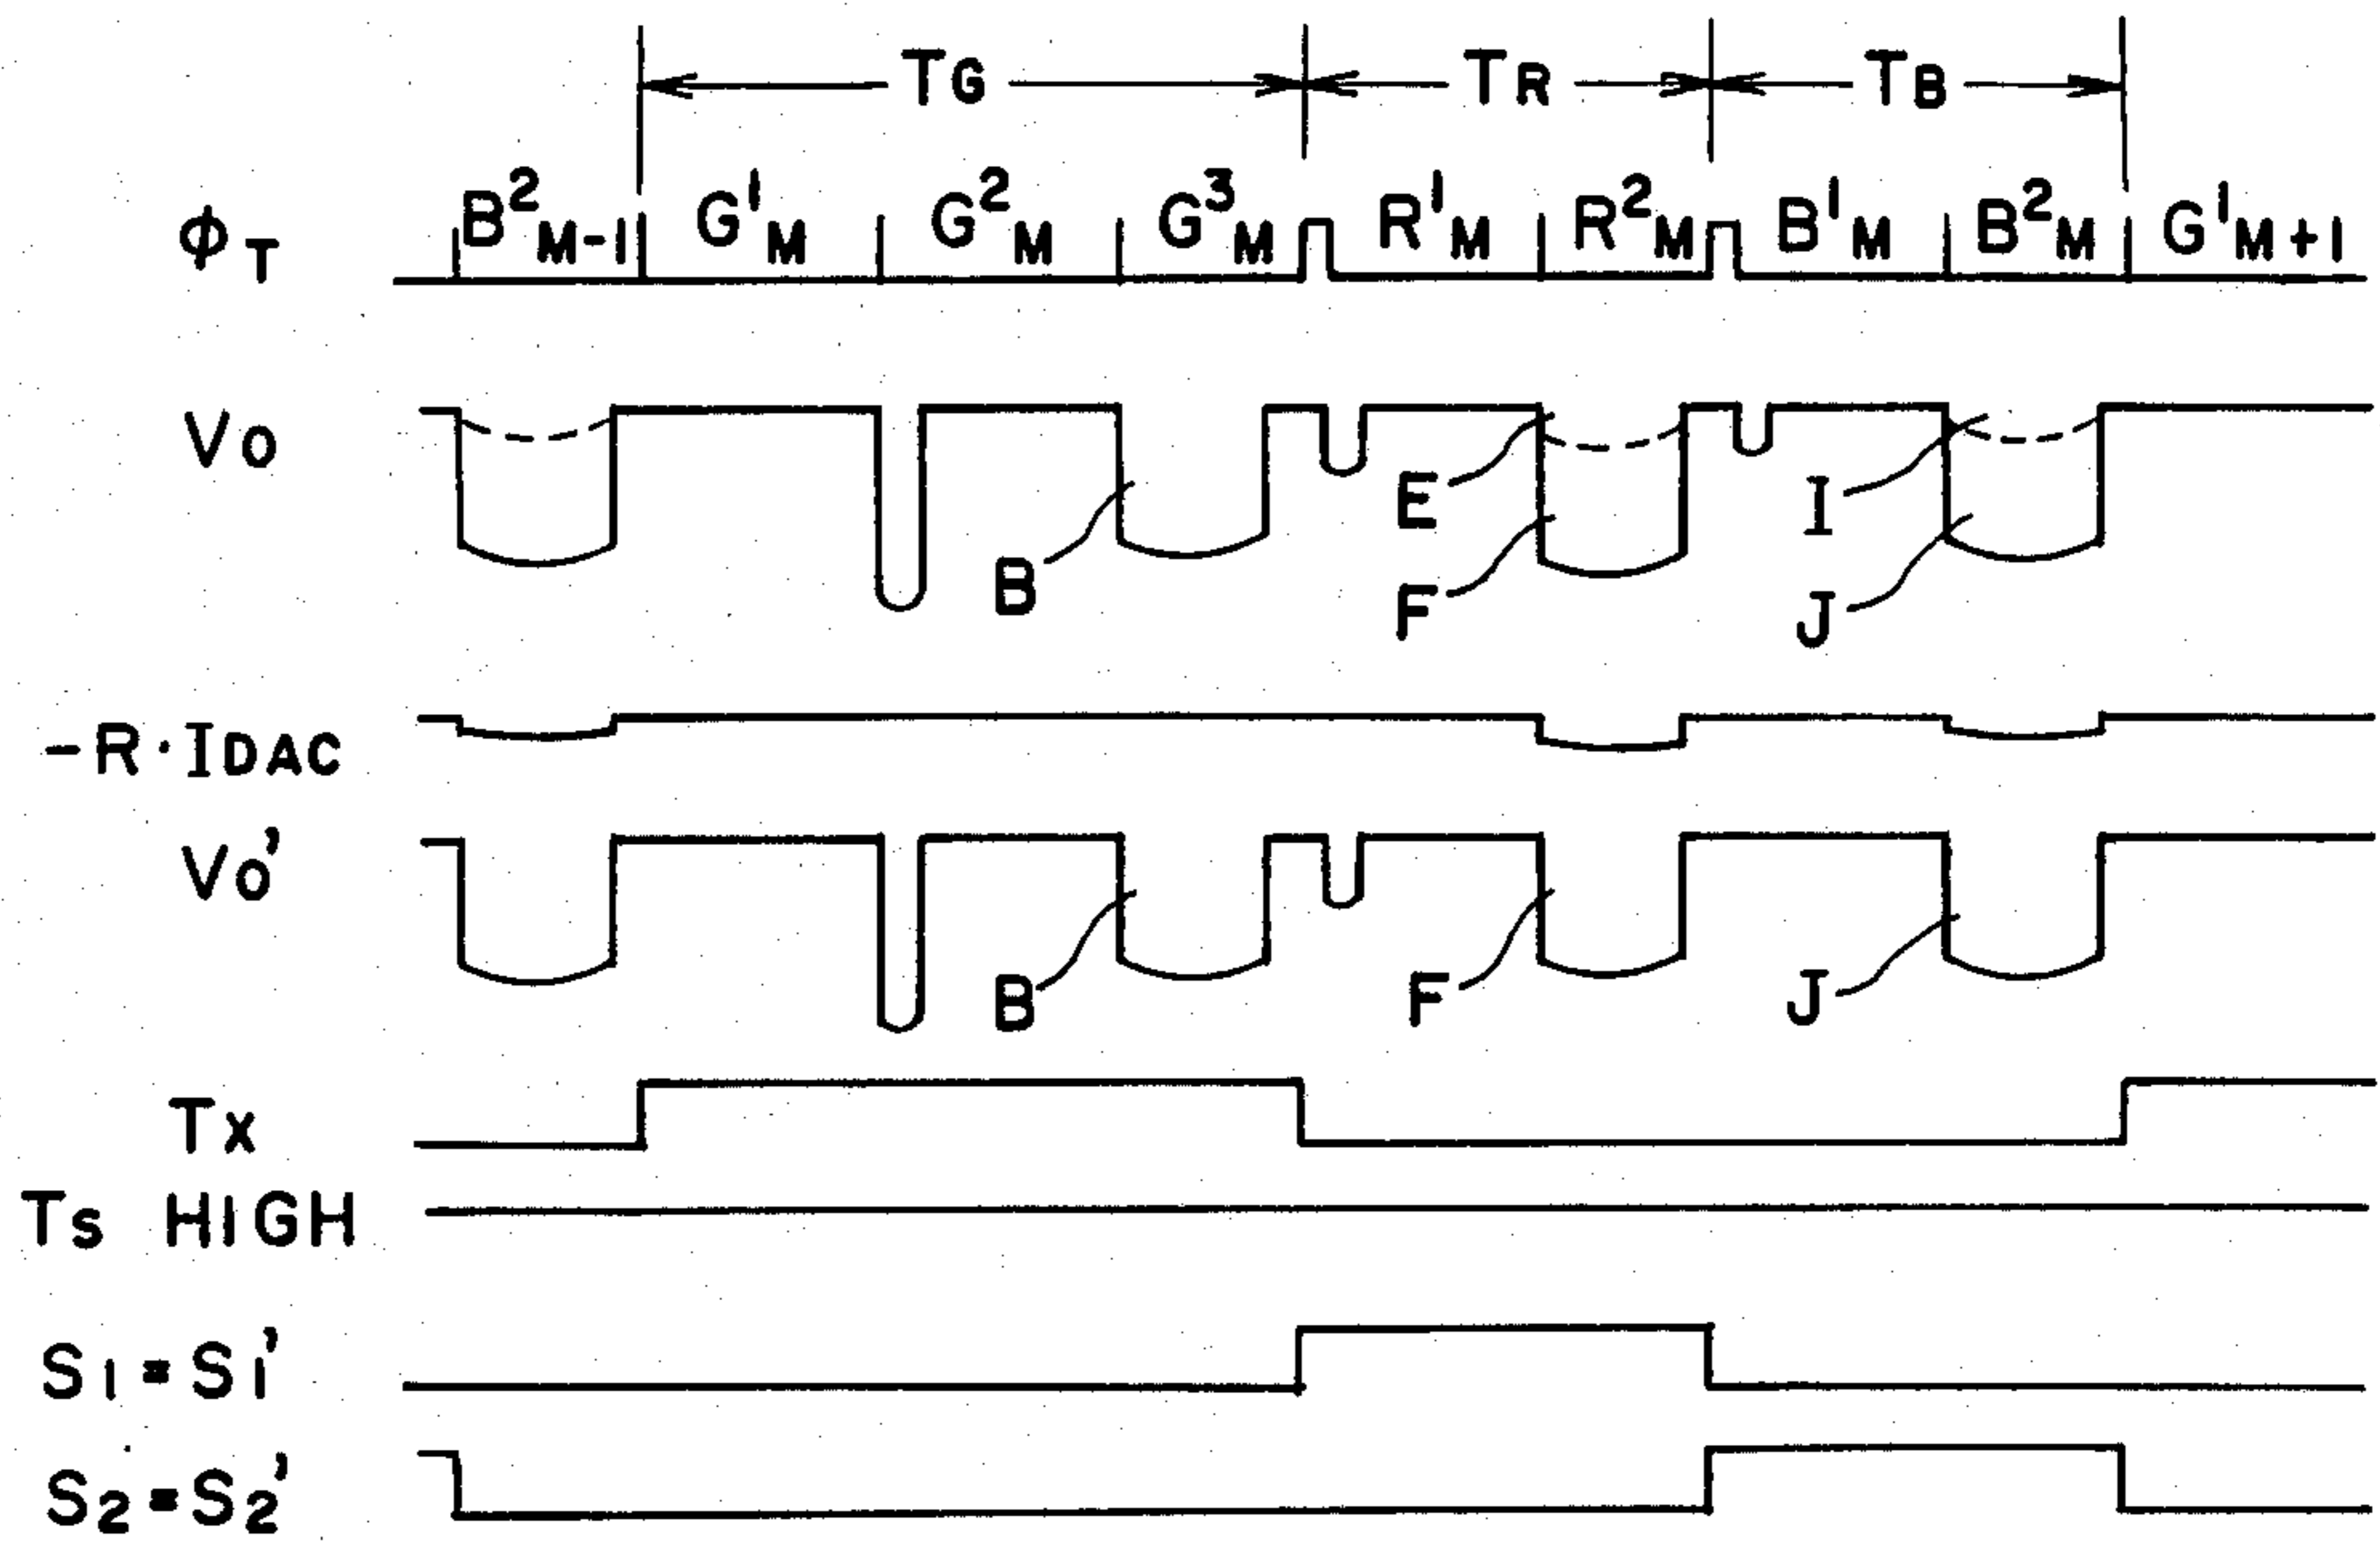 TG TR TB
φT B²M-1 G¹M G²M G³M R¹M R²M B¹M B²M G¹M+1
Vo B E F I J
-R·IDAC
Vo' B F J
Tx
Ts HIGH
S1=S1'
S2=S2'